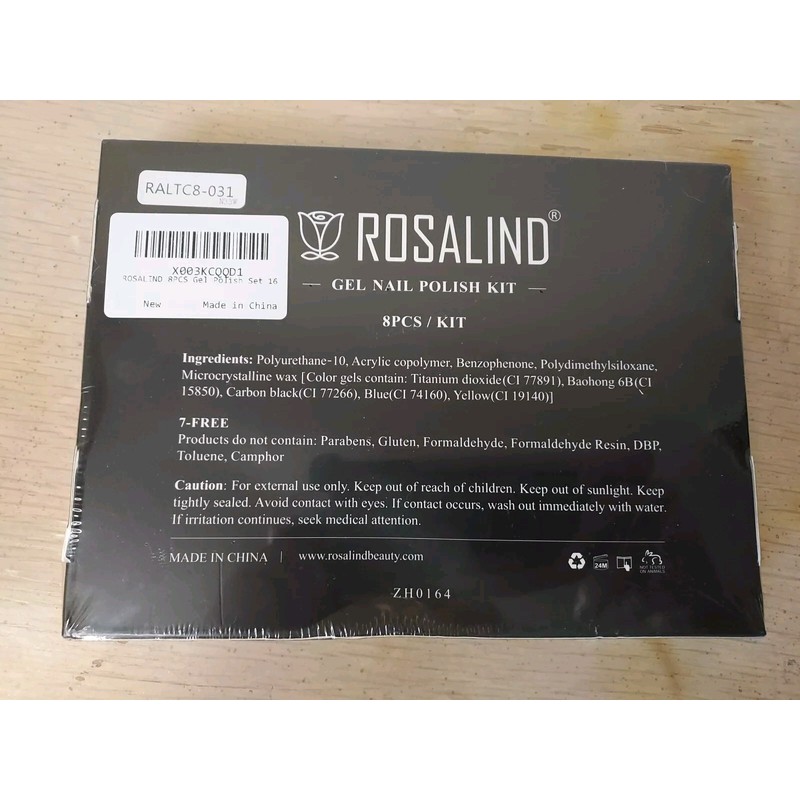 RALTC8-031
X003KCQQD1
ROSALIND 8PCS Gel Polish Set 16
New Made in China
ROSALIND®
— GEL NAIL POLISH KIT —
8PCS / KIT
Ingredients: Polyurethane-10, Acrylic copolymer, Benzophenone, Polydimethylsiloxane,
Microcrystalline wax [Color gels contain: Titanium dioxide(CI 77891), Baohong 6B(CI
15850), Carbon black(CI 77266), Blue(CI 74160), Yellow(CI 19140)]
7-FREE
Products do not contain: Parabens, Gluten, Formaldehyde, Formaldehyde Resin, DBP,
Toluene, Camphor
Caution: For external use only. Keep out of reach of children. Keep out of sunlight. Keep
tightly sealed. Avoid contact with eyes. If contact occurs, wash out immediately with water.
If irritation continues, seek medical attention.
MADE IN CHINA | www.rosalindbeauty.com
24M
NOT TESTED
ON ANIMALS
ZH0164